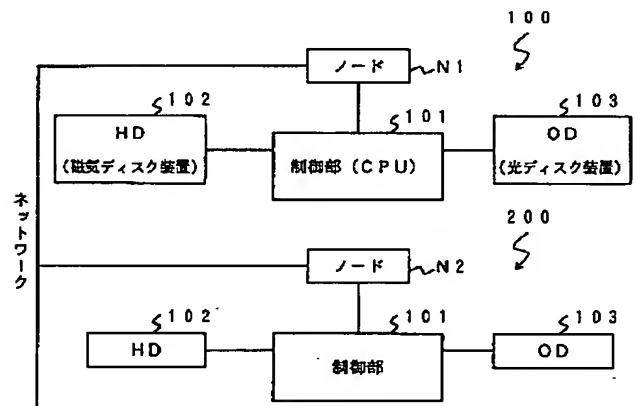 100
ノード N1
102 101 103
HD
(磁気ディスク装置)
制御部(CPU)
OD
(光ディスク装置)
ネットワーク
200
ノード N2
102 101 103
HD
制御部
OD